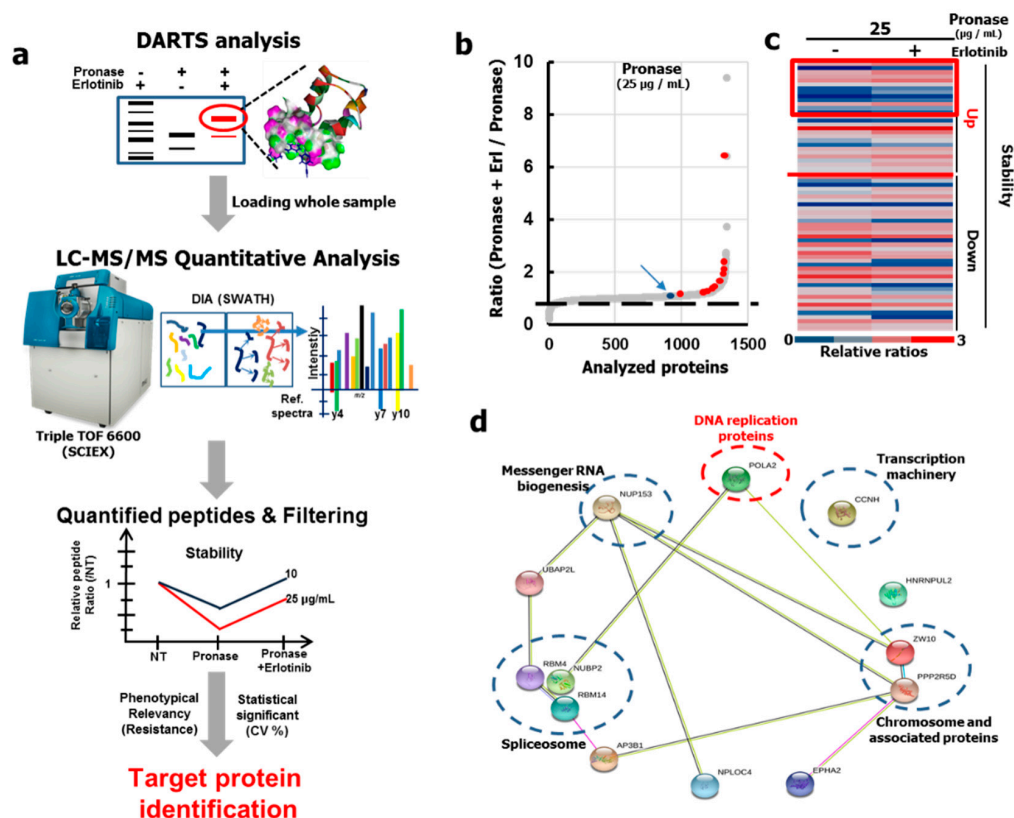 a
DARTS analysis
Pronase - + +
Erlotinib + - +
Loading whole sample
LC-MS/MS Quantitative Analysis
DIA (SWATH)
Intenstiy
m/z
Ref.
spectra
y4 y7 y10
Triple TOF 6600
(SCIEX)
Quantified peptides & Filtering
Relative peptide
Ratio (/NT)
Stability
1
10
25 µg/mL
NT Pronase Pronase
+Erlotinib
Phenotypical
Relevancy
(Resistance)
Statistical
significant
(CV %)
Target protein
identification
b
Ratio (Pronase + Erl / Pronase)
Pronase
(25 µg / mL)
10
8
6
4
2
0
0 500 1000 1500
Analyzed proteins
c
25
Pronase
(µg / mL)
- + Erlotinib
Up
Down
Stability
0 3
Relative ratios
d
DNA replication
proteins
Messenger RNA
biogenesis
Transcription
machinery
POLA2
NUP153
CCNH
UBAP2L
HNRNPUL2
ZW10
RBM4
NUBP2
PPP2R5D
RBM14
Spliceosome
Chromosome and
associated proteins
AP3B1
NPLOC4
EPHA2